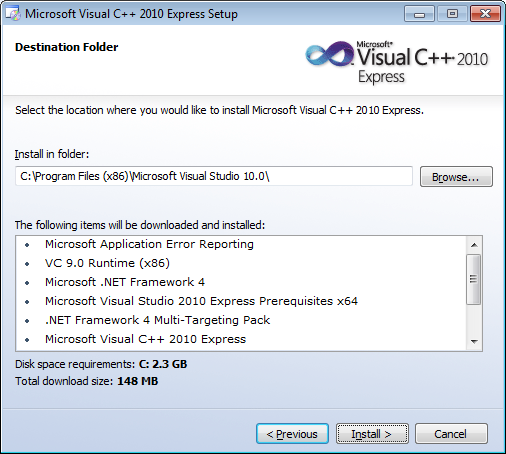 Microsoft Visual C++ 2010 Express Setup
Destination Folder
Microsoft®
Visual C++ 2010
Express
Select the location where you would like to install Microsoft Visual C++ 2010 Express.
Install in folder:
C:\Program Files (x86)\Microsoft Visual Studio 10.0\
Browse...
The following items will be downloaded and installed:
• Microsoft Application Error Reporting
• VC 9.0 Runtime (x86)
• Microsoft .NET Framework 4
• Microsoft Visual Studio 2010 Express Prerequisites x64
• .NET Framework 4 Multi-Targeting Pack
• Microsoft Visual C++ 2010 Express
Disk space requirements: C: 2.3 GB
Total download size: 148 MB
< Previous
Install >
Cancel